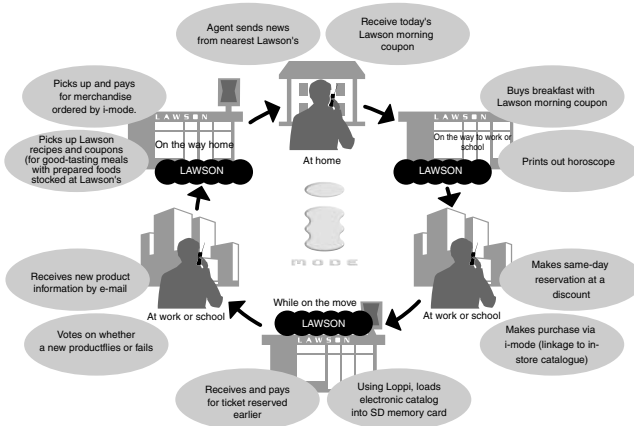 Agent sends news
from nearest Lawson's
Receive today's
Lawson morning
coupon
At home
Buys breakfast with
Lawson morning coupon
Prints out horoscope
LAWSON
On the way to work or
school
LAWSON
Makes same-day
reservation at a
discount
Makes purchase via
i-mode (linkage to in-
store catalogue)
At work or school
While on the move
LAWSON
LAWSON
Using Loppi, loads
electronic catalog
into SD memory card
Receives and pays
for ticket reserved
earlier
At work or school
Receives new product
information by e-mail
Votes on whether
a new productflies or fails
Picks up and pays
for merchandise
ordered by i-mode.
Picks up Lawson
recipes and coupons
(for good-tasting meals
with prepared foods
stocked at Lawson's
LAWSON
On the way home
LAWSON
i
MODE